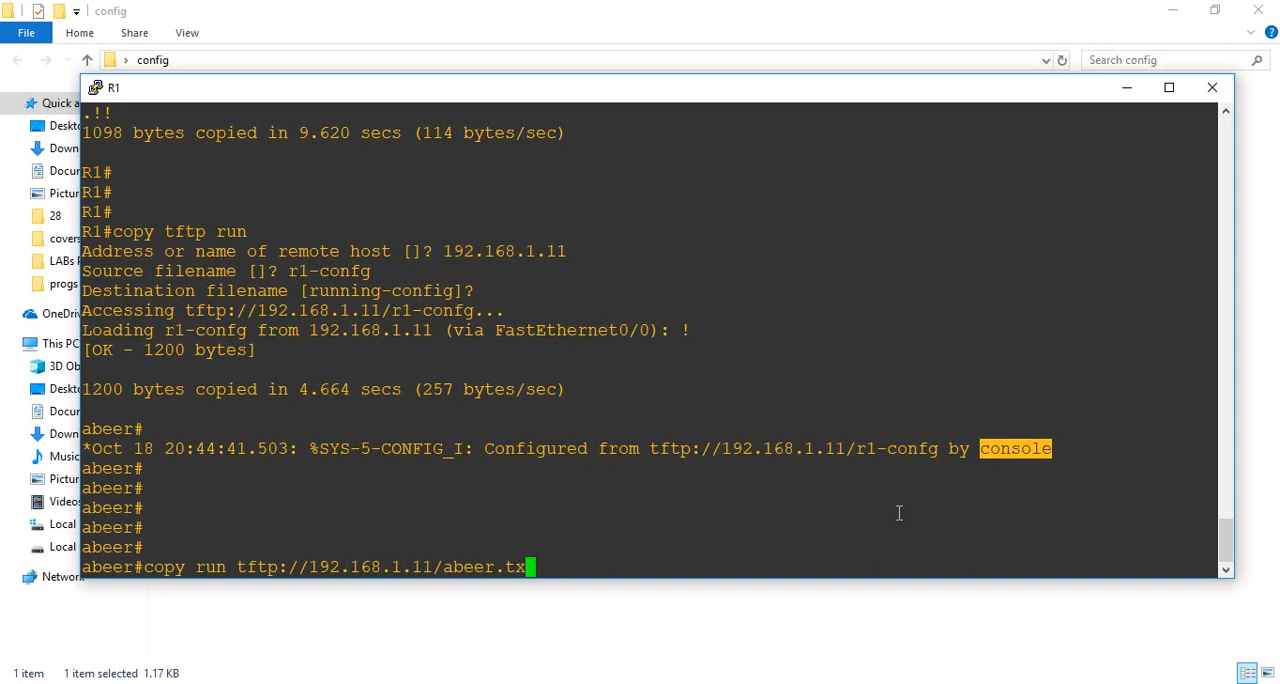 config
File Home Share View
config
Search config
R1
.!!
1098 bytes copied in 9.620 secs (114 bytes/sec)
R1#
R1#
R1#
R1#copy tftp run
Address or name of remote host []? 192.168.1.11
Source filename []? r1-confg
Destination filename [running-config]?
Accessing tftp://192.168.1.11/r1-confg...
Loading r1-confg from 192.168.1.11 (via FastEthernet0/0): !
[OK - 1200 bytes]
1200 bytes copied in 4.664 secs (257 bytes/sec)
abeer#
*Oct 18 20:44:41.503: %SYS-5-CONFIG_I: Configured from tftp://192.168.1.11/r1-confg by console
abeer#
abeer#
abeer#
abeer#
abeer#
abeer#copy run tftp://192.168.1.11/abeer.tx
Quick a
Deskt
Down
Docu
Pictur
28
covers
LABs
progs
OneDriv
This PC
3D Ob
Deskt
Docur
Down
Music
Pictur
Videos
Local
Local
Network
1 item 1 item selected 1.17 KB